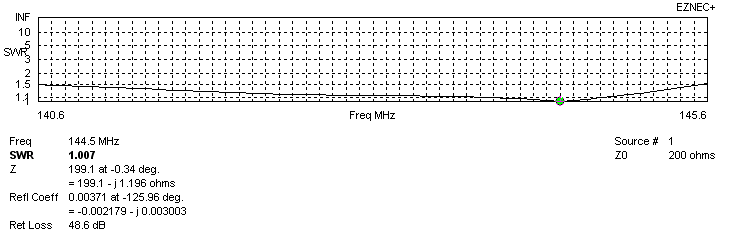 EZNEC+
INF
10
5
SWR
3
2
1.5
1.1
140.6 Freq MHz 145.6
Freq 144.5 MHz Source # 1
SWR 1.007 Z0 200 ohms
Z 199.1 at -0.34 deg.
= 199.1 - j 1.196 ohms
Refl Coeff 0.00371 at -125.96 deg.
= -0.002179 - j 0.003003
Ret Loss 48.6 dB